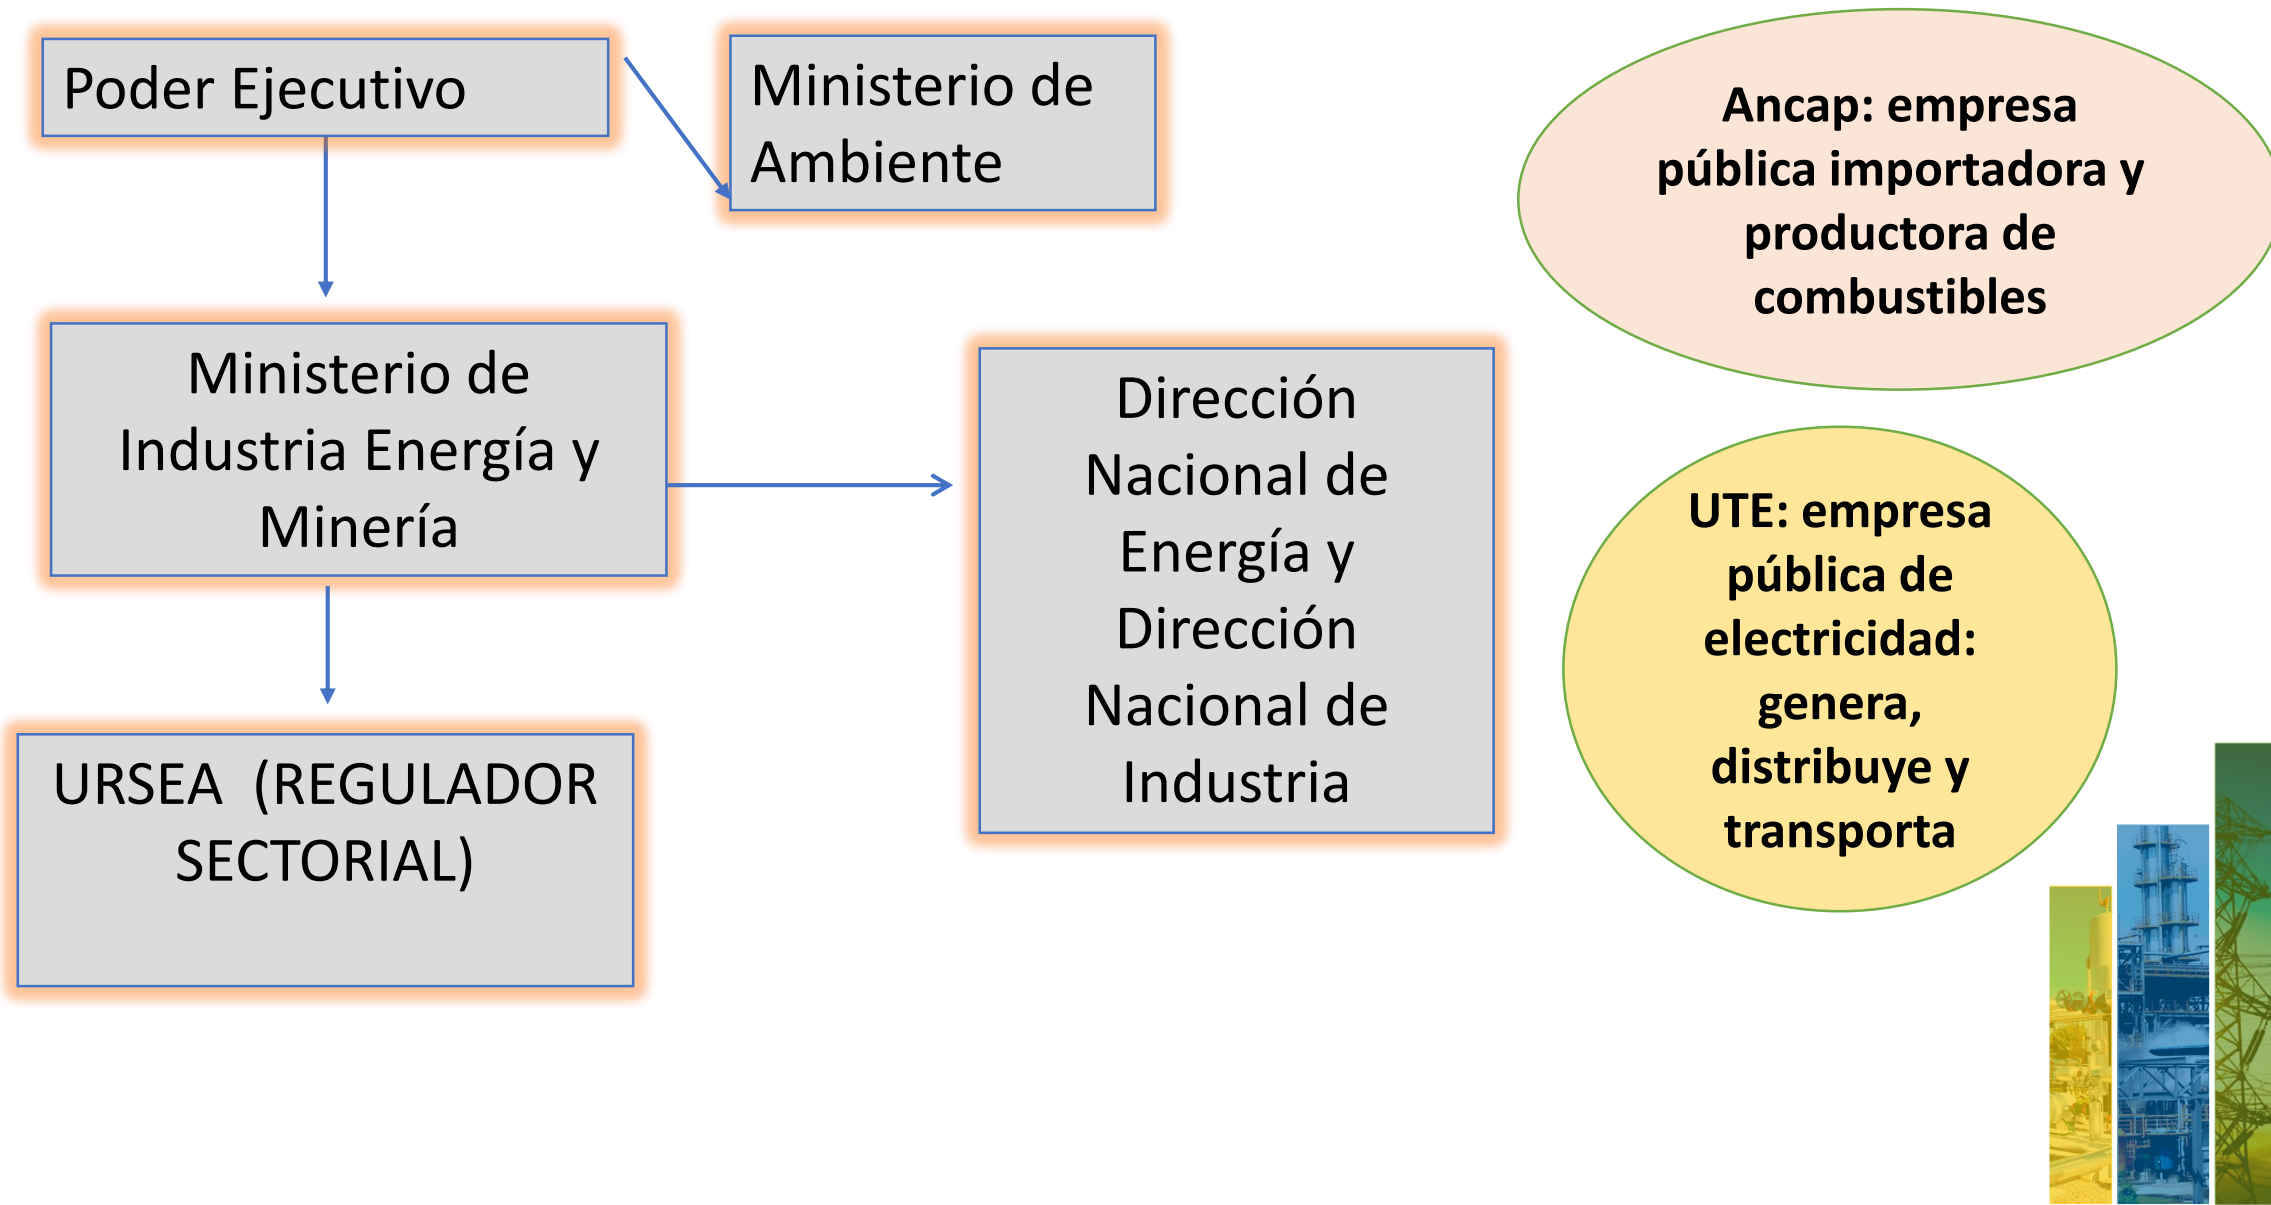 Poder Ejecutivo
Ministerio de
Ambiente
Ministerio de
Industria Energía y
Minería
URSEA  (REGULADOR
SECTORIAL)
Dirección
Nacional de
Energía y
Dirección
Nacional de
Industria
Ancap: empresa
pública importadora y
productora de
combustibles
UTE: empresa
pública de
electricidad:
genera,
distribuye y
transporta